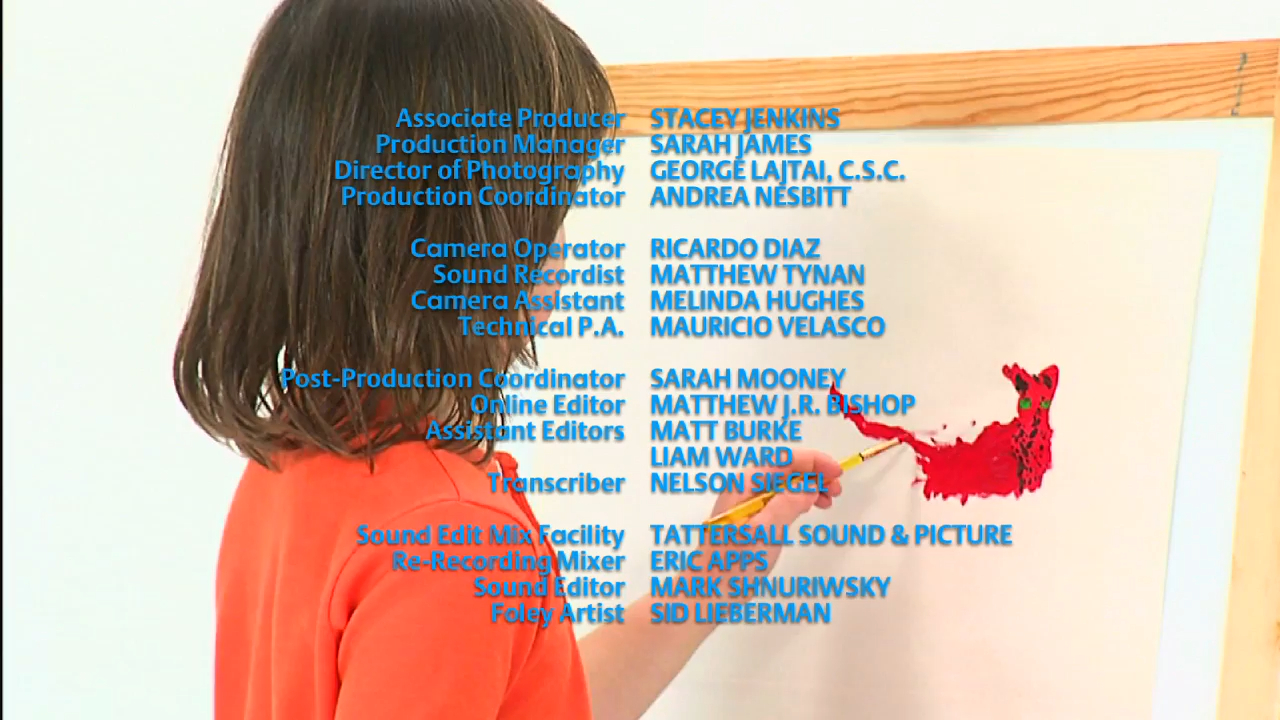 Associate Producer STACEY JENKINS
Production Manager SARAH JAMES
Director of Photography GEORGE LAJTAI, C.S.C.
Production Coordinator ANDREA NESBITT
Camera Operator RICARDO DIAZ
Sound Recordist MATTHEW TYNAN
Camera Assistant MELINDA HUGHES
Technical P.A. MAURICIO VELASCO
Post-Production Coordinator SARAH MOONEY
Online Editor MATTHEW J.R. BISHOP
Assistant Editors MATT BURKE
LIAM WARD
Transcriber NELSON SIEGEL
Sound Edit Mix Facility TATTERSALL SOUND & PICTURE
Re-Recording Mixer ERIC APPS
Sound Editor MARK SHNURIWSKY
Foley Artist SID LIEBERMAN